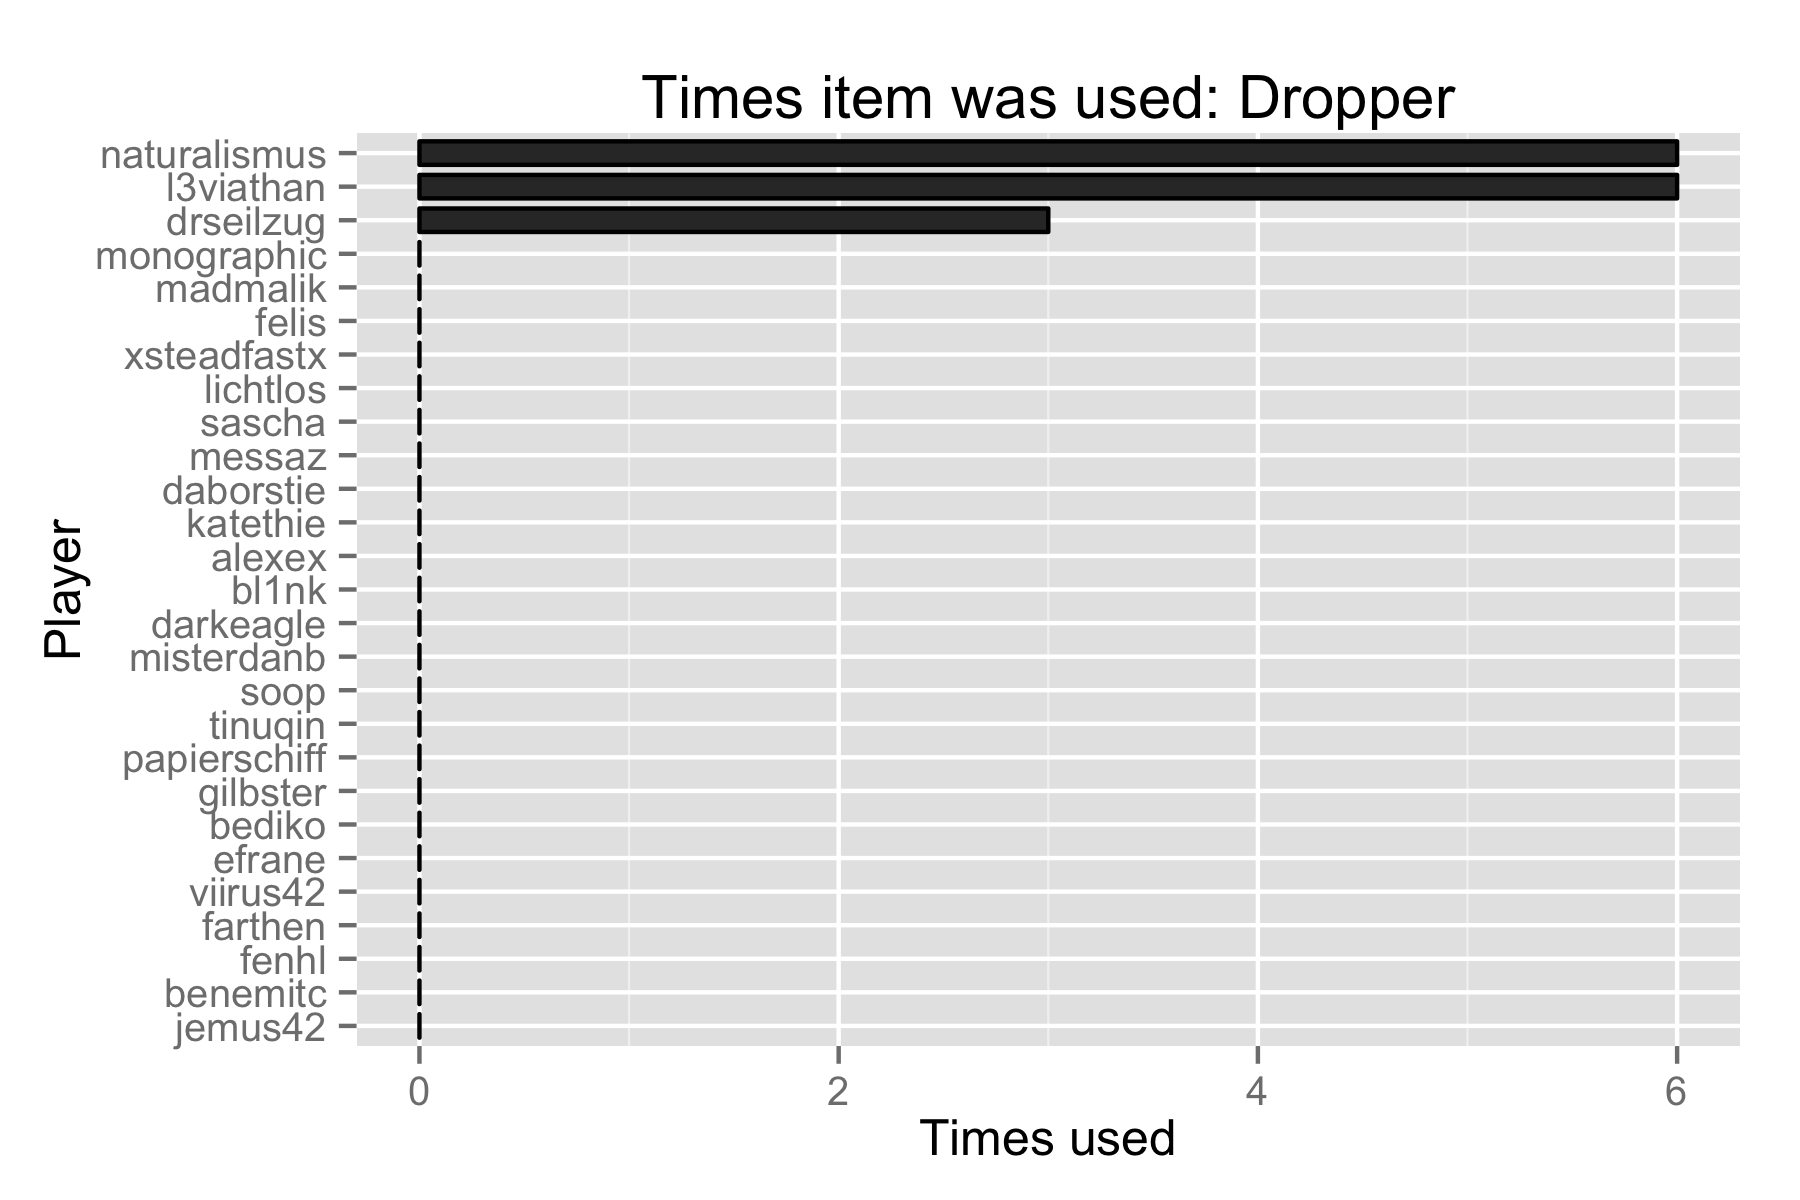 Times item was used: Dropper
naturalismus
l3viathan
drseilzug
monographic
madmalik
felis
xsteadfastx
lichtlos
sascha
messaz
daborstie
katethie
alexex
bl1nk
darkeagle
misterdanb
soop
tinuqin
papierschiff
gilbster
bediko
efrane
viirus42
farthen
fenhl
benemitc
jemus42
Player
0 2 4 6
Times used